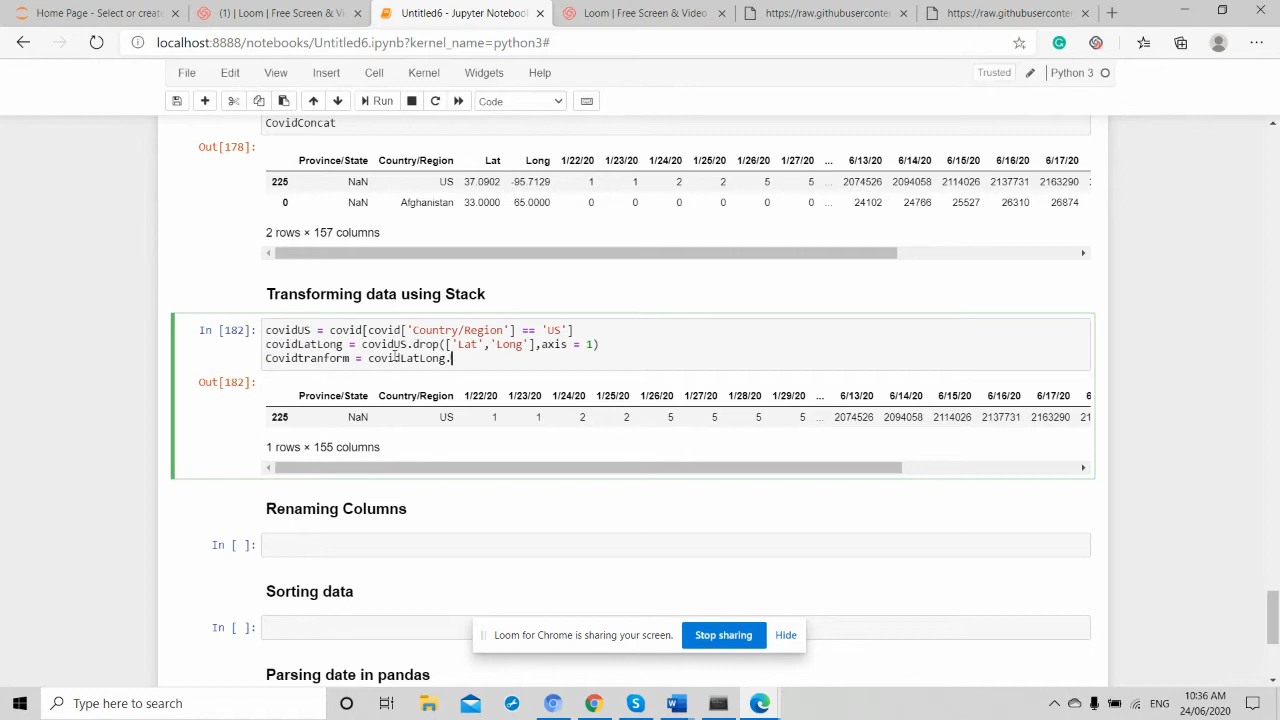 Home Page - Select or create
(1) | Loom | Free Screen & Video
Untitled6 - Jupyter Notebook
Loom | Free Screen & Video
https://raw.githubusercontent
https://raw.githubusercontent
localhost:8888/notebooks/Untitled6.ipynb?kernel_name=python3#
File Edit View Insert Cell Kernel Widgets Help Trusted Python 3
Run Code
CovidConcat
Out[178]:
Province/State Country/Region Lat Long 1/22/20 1/23/20 1/24/20 1/25/20 1/26/20 1/27/20 ... 6/13/20 6/14/20 6/15/20 6/16/20 6/17/20
225 NaN US 37.0902 -95.7129 1 1 2 2 5 5 ... 2074526 2094058 2114026 2137731 2163290
0 NaN Afghanistan 33.0000 65.0000 0 0 0 0 0 0 ... 24102 24766 25527 26310 26874
2 rows × 157 columns
Transforming data using Stack
In [182]: covidUS = covid[covid['Country/Region'] == 'US']
covidLatLong = covidUS.drop(['Lat','Long'],axis = 1)
Covidtranform = covidLatLong.
Out[182]:
Province/State Country/Region 1/22/20 1/23/20 1/24/20 1/25/20 1/26/20 1/27/20 1/28/20 1/29/20 ... 6/13/20 6/14/20 6/15/20 6/16/20 6/17/20 6
225 NaN US 1 1 2 2 5 5 5 5 ... 2074526 2094058 2114026 2137731 2163290 21
1 rows × 155 columns
Renaming Columns
In [ ]:
Sorting data
In [ ]:
Loom for Chrome is sharing your screen. Stop sharing Hide
Parsing date in pandas
Type here to search
ENG
10:36 AM
24/06/2020